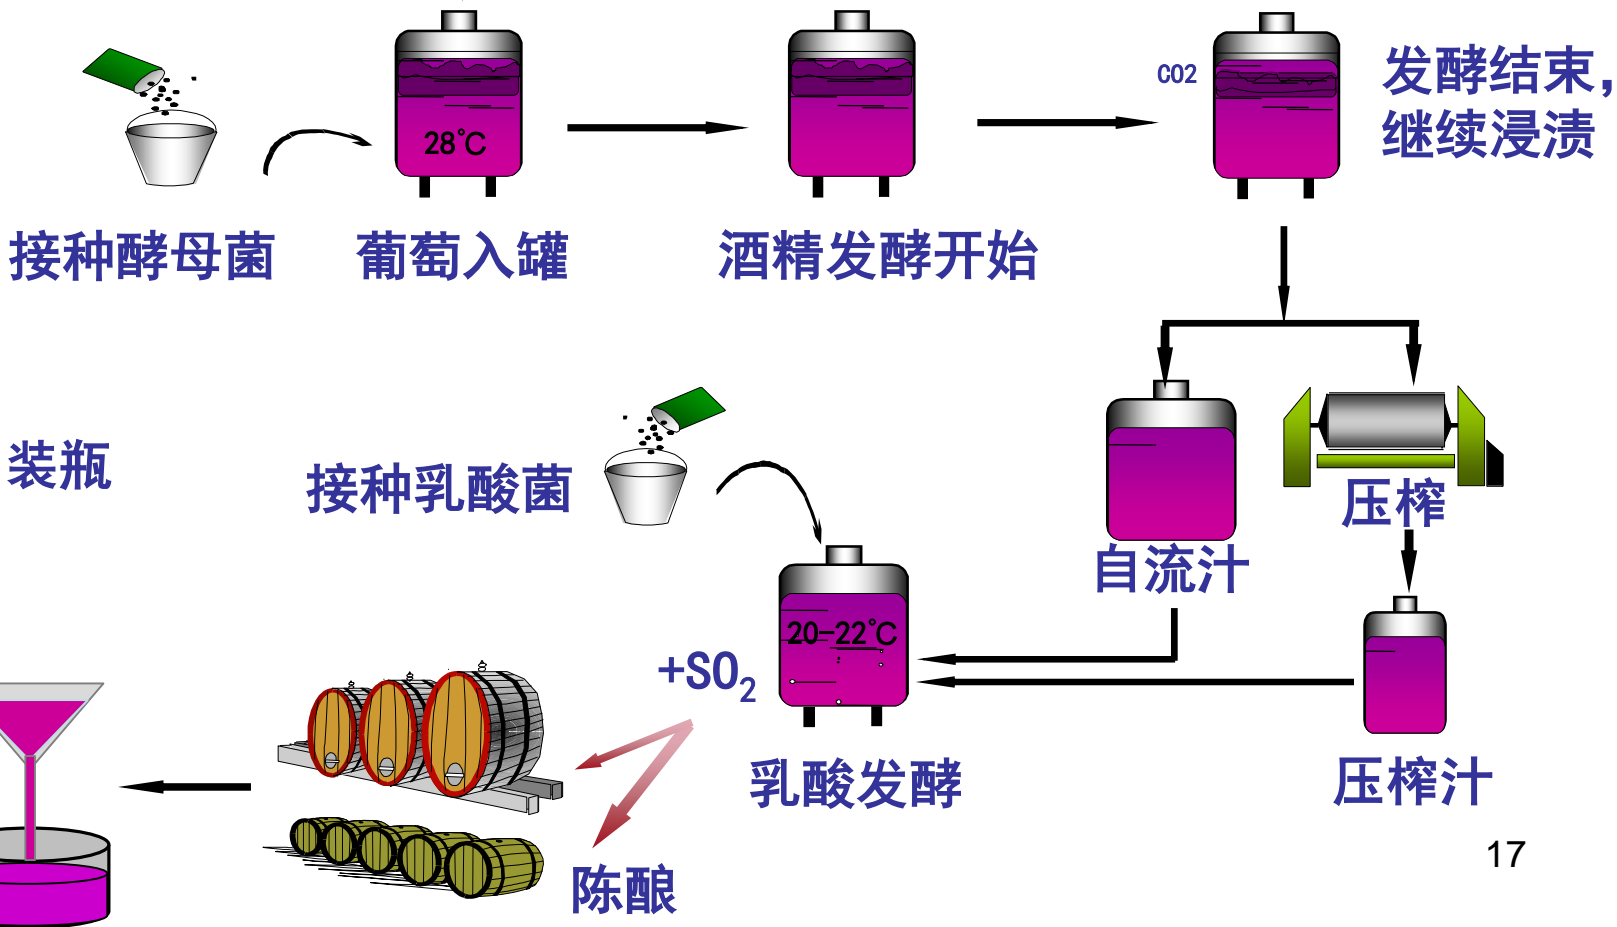 接种酵母菌
28℃
葡萄入罐
酒精发酵开始
CO2
发酵结束,
继续浸渍
自流汁
压榨
压榨汁
接种乳酸菌
20-22℃
乳酸发酵
+SO₂
陈酿
装瓶
17